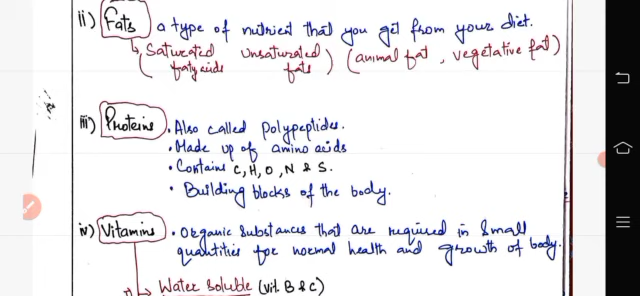 ii) Fats a type of nutrient that you get from your diet.
Saturated Unsaturated (animal fat , vegetative fat)
( fatty acids fats )
iii) Proteins • Also called Polypeptides.
• Made up of amino acids
• Contains C, H, O, N & S.
• Building blocks of the body.
iv) Vitamins • Organic Substances that are required in Small
quantities for normal health and growth of body.
Water Soluble (Vit. B & C)